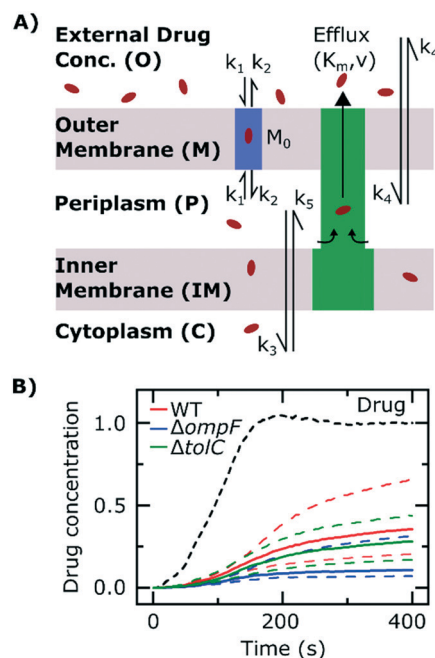 A)
External Drug
Conc. (O)
k1 k2
Efflux
(Km,v)
k4
Outer
Membrane (M)
M0
k1 k2
Periplasm (P)
k5
k4
Inner
Membrane (IM)
Cytoplasm (C)
k3
B)
WT
ΔompF
ΔtolC
Drug
Drug concentration
1.0
0.5
0.0
0 200 400
Time (s)